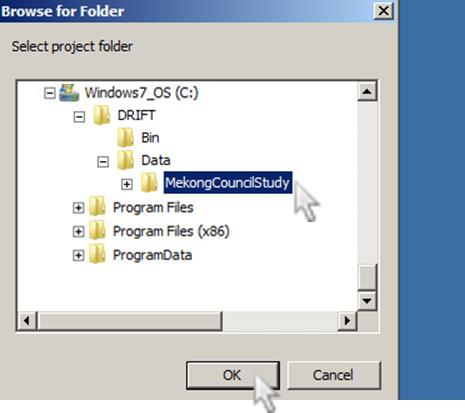 Browse for Folder
Select project folder
Windows7_OS (C:)
DRIFT
Bin
Data
MekongCouncilStudy
Program Files
Program Files (x86)
ProgramData
OK Cancel